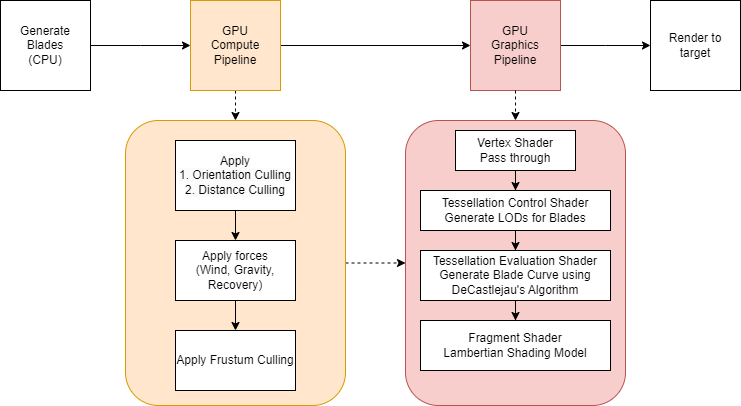 Generate
Blades
(CPU)
GPU
Compute
Pipeline
GPU
Graphics
Pipeline
Render to
target
Apply
1. Orientation Culling
2. Distance Culling
Apply forces
(Wind, Gravity,
Recovery)
Apply Frustum Culling
Vertex Shader
Pass through
Tessellation Control Shader
Generate LODs for Blades
Tessellation Evaluation Shader
Generate Blade Curve using
DeCastlejau's Algorithm
Fragment Shader
Lambertian Shading Model